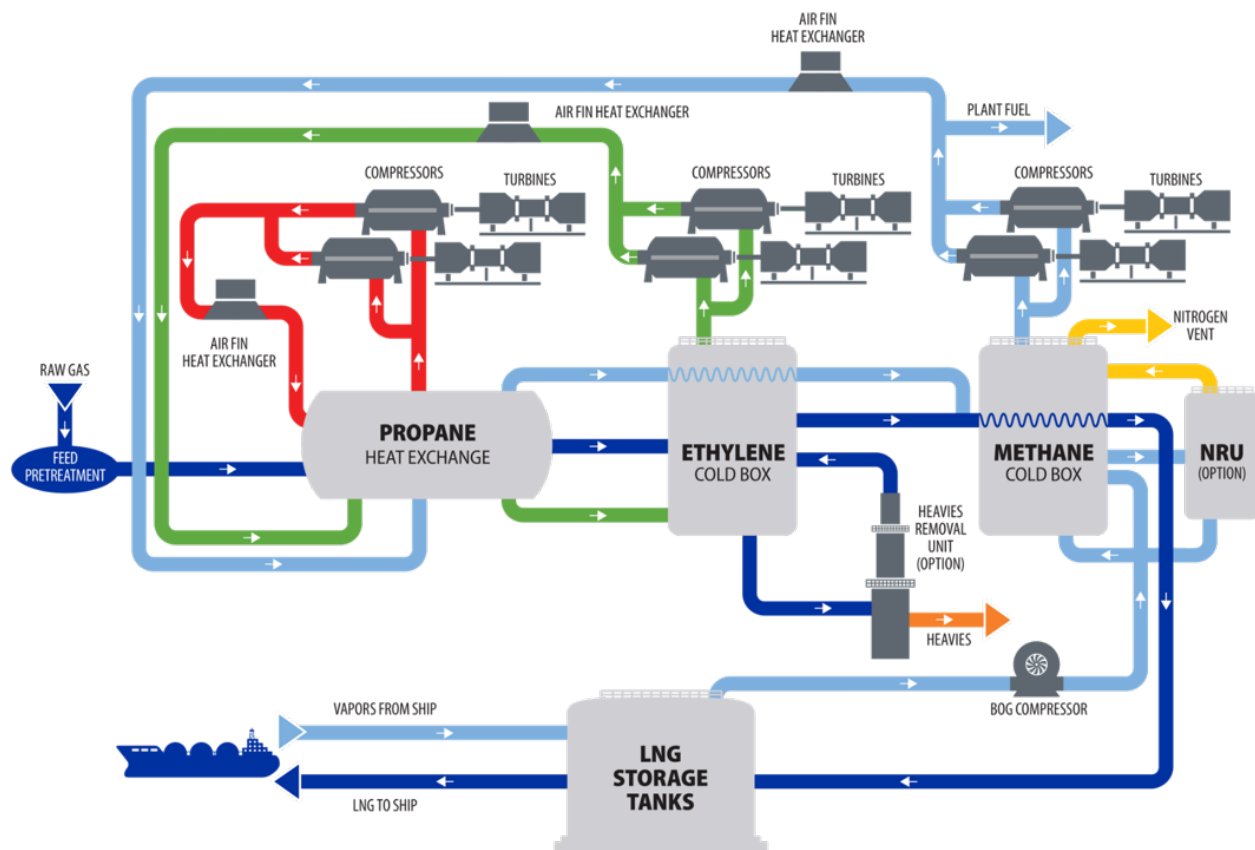 AIR FIN
HEAT EXCHANGER
AIR FIN HEAT EXCHANGER
PLANT FUEL
COMPRESSORS
TURBINES
COMPRESSORS
TURBINES
COMPRESSORS
TURBINES
NITROGEN
VENT
AIR FIN
HEAT EXCHANGER
RAW GAS
FEED
PRETREATMENT
PROPANE
HEAT EXCHANGE
ETHYLENE
COLD BOX
METHANE
COLD BOX
NRU
(OPTION)
HEAVIES
REMOVAL
UNIT
(OPTION)
HEAVIES
BOG COMPRESSOR
VAPORS FROM SHIP
LNG
STORAGE
TANKS
LNG TO SHIP